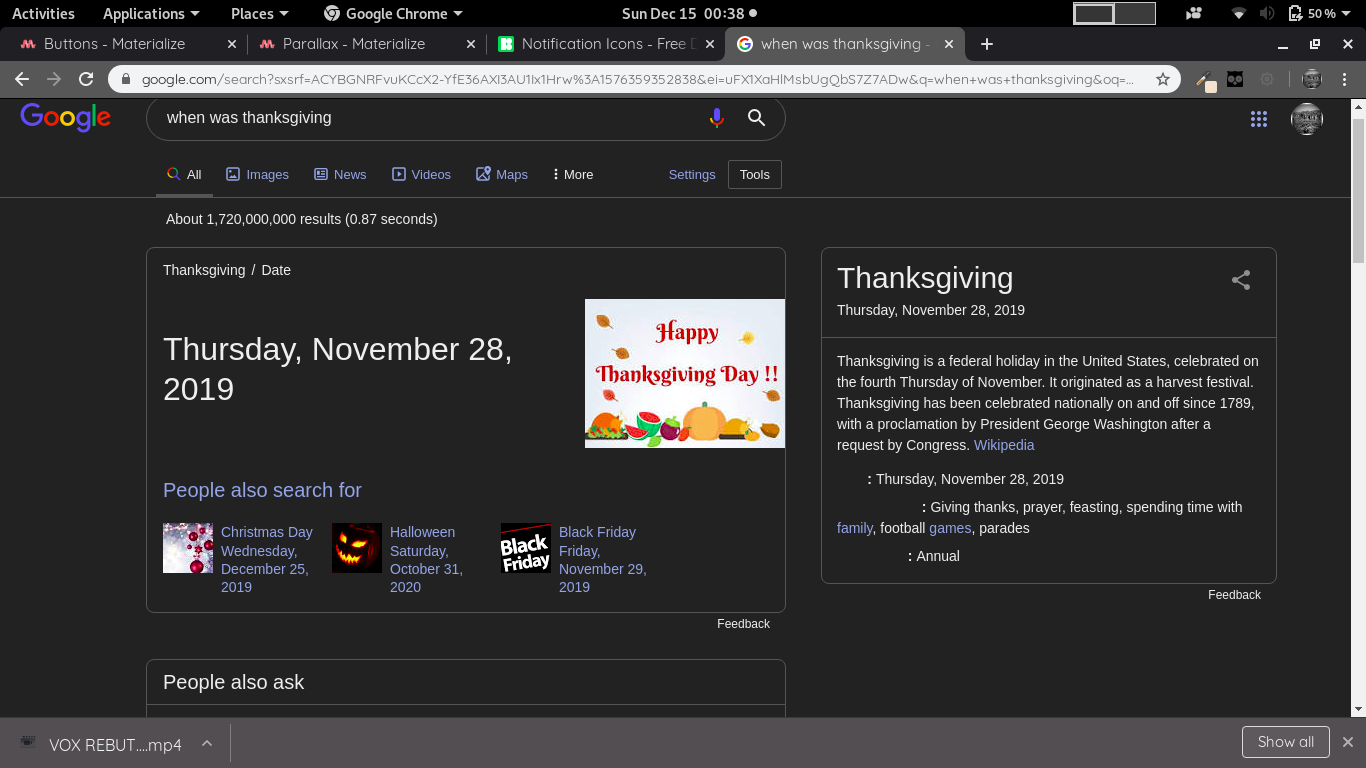 Activities Applications Places Google Chrome Sun Dec 15 00:38 50 %
Buttons - Materialize Parallax - Materialize Notification Icons - Free D when was thanksgiving -
google.com/search?sxsrf=ACYBGNRFvuKCcX2-YfE36AXI3AU1Ix1Hrw%3A1576359352838&ei=uFX1XaHlMsbUgQbS7Z7ADw&q=when+was+thanksgiving&oq=...
Google when was thanksgiving
All Images News Videos Maps More Settings Tools
About 1,720,000,000 results (0.87 seconds)
Thanksgiving / Date
Thursday, November 28,
2019
Happy
Thanksgiving Day !!
People also search for
Christmas Day
Wednesday,
December 25,
2019
Halloween
Saturday,
October 31,
2020
Black
Friday
Black Friday
Friday,
November 29,
2019
Feedback
People also ask
Thanksgiving
Thursday, November 28, 2019
Thanksgiving is a federal holiday in the United States, celebrated on
the fourth Thursday of November. It originated as a harvest festival.
Thanksgiving has been celebrated nationally on and off since 1789,
with a proclamation by President George Washington after a
request by Congress. Wikipedia
: Thursday, November 28, 2019
: Giving thanks, prayer, feasting, spending time with
family, football games, parades
: Annual
Feedback
VOX REBUT....mp4 Show all